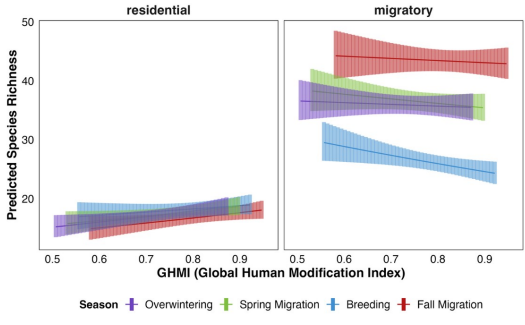 residential migratory
50
40
30
20
Predicted Species Richness
0.5 0.6 0.7 0.8 0.9 0.5 0.6 0.7 0.8 0.9
GHMI (Global Human Modification Index)
Season Overwintering Spring Migration Breeding Fall Migration